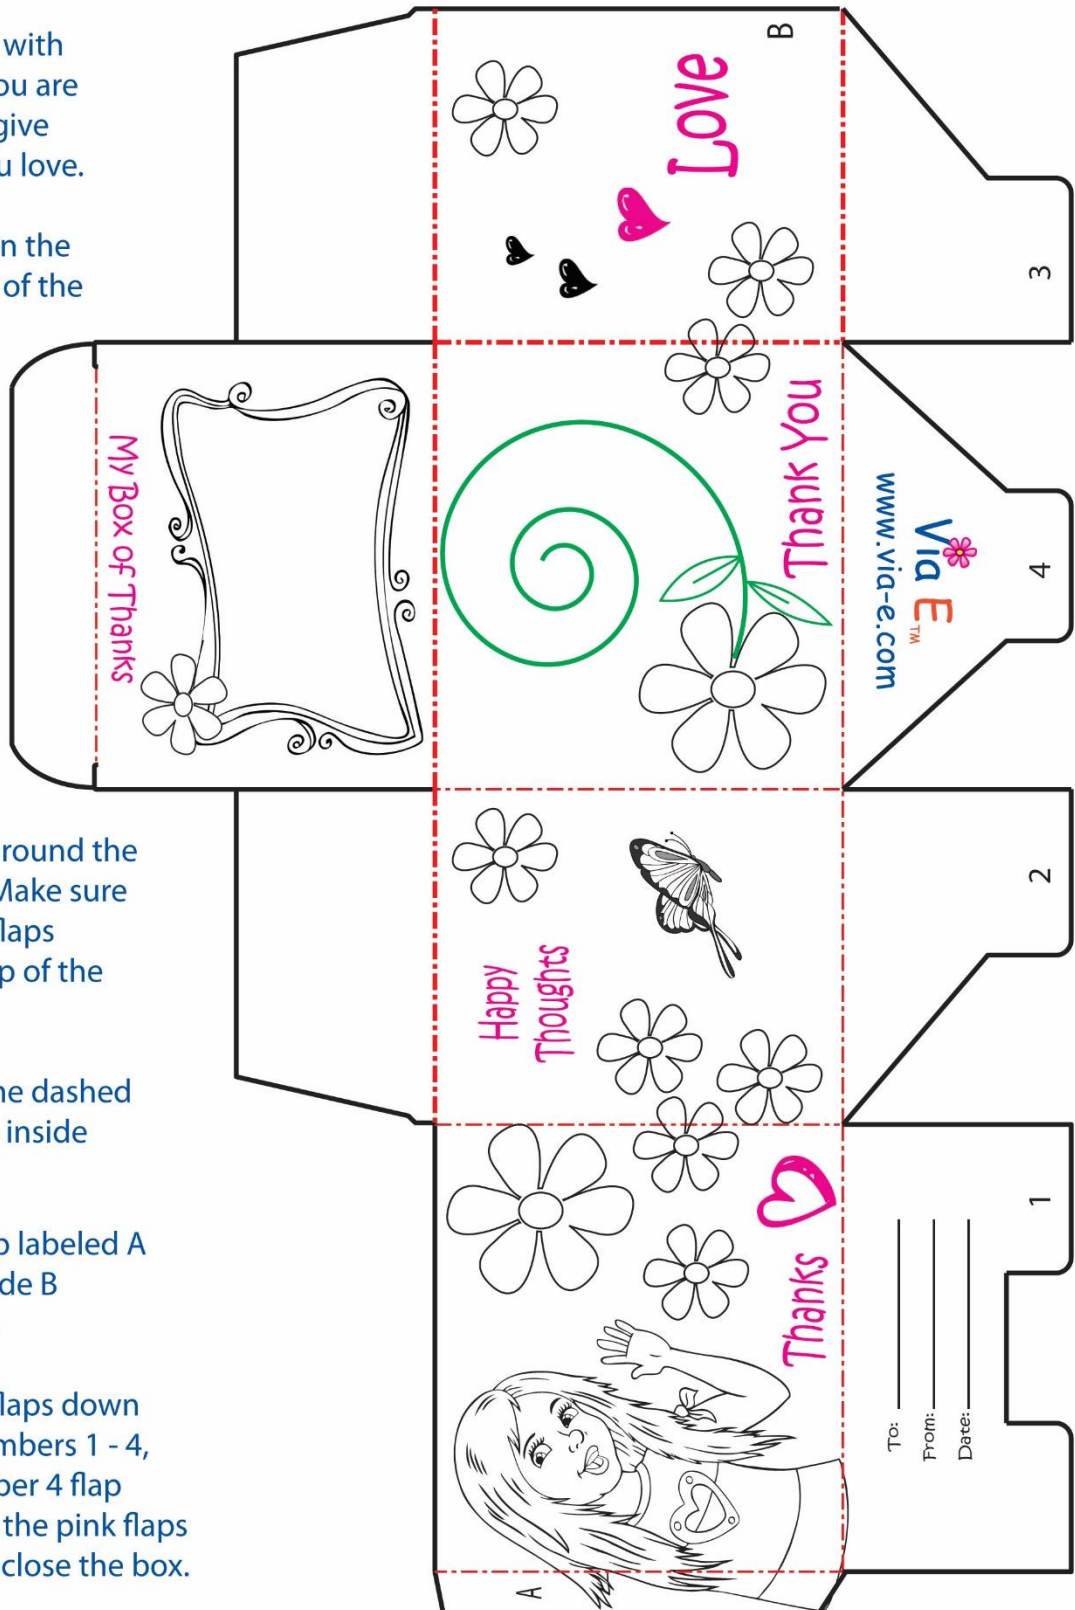 with
ou are
give
u love.
n the
of the
round the
Make sure
laps
p of the
he dashed
inside
labeled A
de B
laps down
mbers 1 - 4,
ber 4 flap
the pink flaps
close the box.
B
Love
3
My Box of Thanks
Thank You
Via E™
www.via-e.com
4
Happy
Thoughts
2
Thanks
1
To:
From:
Date:
A